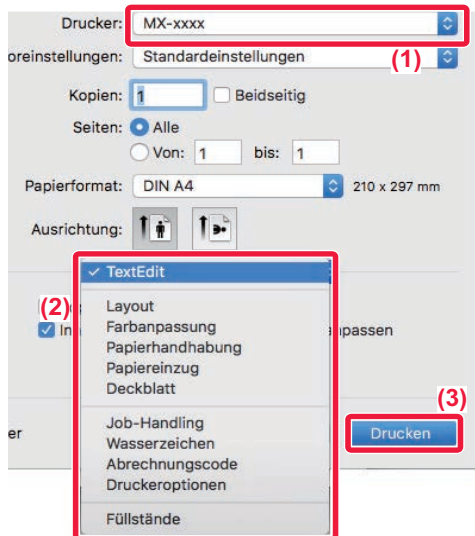 Drucker: MX-xxxx
oreinstellungen: Standardeinstellungen
(1)
Kopien: 1 Beidseitig
Seiten: Alle
Von: 1 bis: 1
Papierformat: DIN A4 210 x 297 mm
Ausrichtung:
✓ TextEdit
(2)
Layout
In
npassen
Farbanpassung
Papierhandhabung
Papiereinzug
Deckblatt
(3)
er
Drucken
Job-Handling
Wasserzeichen
Abrechnungscode
Druckeroptionen
Füllstände